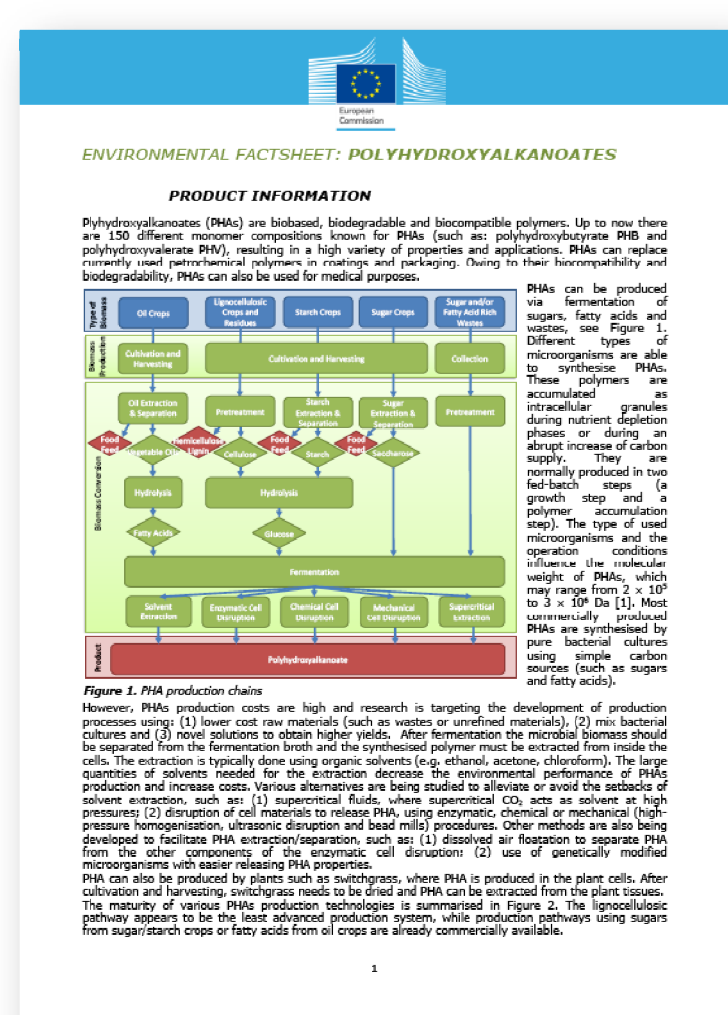 European
Commission
ENVIRONMENTAL FACTSHEET: POLYHYDROXYALKANOATES
PRODUCT INFORMATION
Plyhydroxyalkanoates (PHAs) are biobased, biodegradable and biocompatible polymers. Up to now there
are 150 different monomer compositions known for PHAs (such as: polyhydroxybutyrate PHB and
polyhydroxyvalerate PHV), resulting in a high variety of properties and applications. PHAs can replace
currently used petrochemical polymers in coatings and packaging. Owing to their biocompatibility and
biodegradability, PHAs can also be used for medical purposes.
Type of
Biomass
Oil Crops
Lignocellulosic
Crops and
Residues
Starch Crops
Sugar Crops
Sugar and/or
Fatty Acid Rich
Wastes
Biomass
Production
Cultivation and
Harvesting
Cultivation and Harvesting
Collection
Biomass Conversion
Oil Extraction
& Separation
Pretreatment
Starch
Extraction &
Separation
Sugar
Extraction &
Separation
Pretreatment
Food
Feed
Vegetable Oil
Hemicellulose
Lignin
Cellulose
Food
Feed
Starch
Food
Feed
Saccharose
Hydrolysis
Hydrolysis
Fatty Acids
Glucose
Fermentation
Solvent
Extraction
Enzymatic Cell
Disruption
Chemical Cell
Disruption
Mechanical
Cell Disruption
Supercritical
Extraction
Product
Polyhydroxyalkanoate
Figure 1. PHA production chains
PHAs can be produced
via fermentation of
sugars, fatty acids and
wastes, see Figure 1.
Different types of
microorganisms are able
to synthesise PHAs.
These polymers are
accumulated as
intracellular granules
during nutrient depletion
phases or during an
abrupt increase of carbon
supply. They are
normally produced in two
fed-batch steps (a
growth step and a
polymer accumulation
step). The type of used
microorganisms and the
operation conditions
influence the molecular
weight of PHAs, which
may range from 2 × 10⁵
to 3 × 10⁶ Da [1]. Most
commercially produced
PHAs are synthesised by
pure bacterial cultures
using simple carbon
sources (such as sugars
and fatty acids).
However, PHAs production costs are high and research is targeting the development of production
processes using: (1) lower cost raw materials (such as wastes or unrefined materials), (2) mix bacterial
cultures and (3) novel solutions to obtain higher yields. After fermentation the microbial biomass should
be separated from the fermentation broth and the synthesised polymer must be extracted from inside the
cells. The extraction is typically done using organic solvents (e.g. ethanol, acetone, chloroform). The large
quantities of solvents needed for the extraction decrease the environmental performance of PHAs
production and increase costs. Various alternatives are being studied to alleviate or avoid the setbacks of
solvent extraction, such as: (1) supercritical fluids, where supercritical CO₂ acts as solvent at high
pressures; (2) disruption of cell materials to release PHA, using enzymatic, chemical or mechanical (high-
pressure homogenisation, ultrasonic disruption and bead mills) procedures. Other methods are also being
developed to facilitate PHA extraction/separation, such as: (1) dissolved air floatation to separate PHA
from the other components of the enzymatic cell disruption: (2) use of genetically modified
microorganisms with easier releasing PHA properties.
PHA can also be produced by plants such as switchgrass, where PHA is produced in the plant cells. After
cultivation and harvesting, switchgrass needs to be dried and PHA can be extracted from the plant tissues.
The maturity of various PHAs production technologies is summarised in Figure 2. The lignocellulosic
pathway appears to be the least advanced production system, while production pathways using sugars
from sugar/starch crops or fatty acids from oil crops are already commercially available.
1